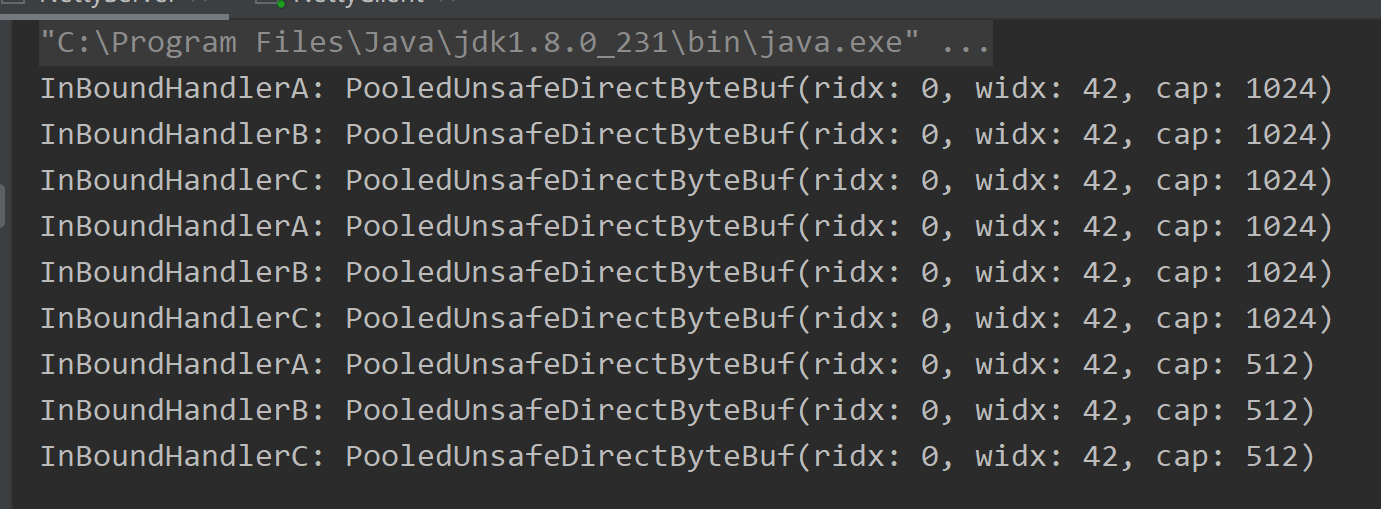 NettyServer NettyClient
"C:\Program Files\Java\jdk1.8.0_231\bin\java.exe" ...
InBoundHandlerA: PooledUnsafeDirectByteBuf(ridx: 0, widx: 42, cap: 1024)
InBoundHandlerB: PooledUnsafeDirectByteBuf(ridx: 0, widx: 42, cap: 1024)
InBoundHandlerC: PooledUnsafeDirectByteBuf(ridx: 0, widx: 42, cap: 1024)
InBoundHandlerA: PooledUnsafeDirectByteBuf(ridx: 0, widx: 42, cap: 1024)
InBoundHandlerB: PooledUnsafeDirectByteBuf(ridx: 0, widx: 42, cap: 1024)
InBoundHandlerC: PooledUnsafeDirectByteBuf(ridx: 0, widx: 42, cap: 1024)
InBoundHandlerA: PooledUnsafeDirectByteBuf(ridx: 0, widx: 42, cap: 512)
InBoundHandlerB: PooledUnsafeDirectByteBuf(ridx: 0, widx: 42, cap: 512)
InBoundHandlerC: PooledUnsafeDirectByteBuf(ridx: 0, widx: 42, cap: 512)